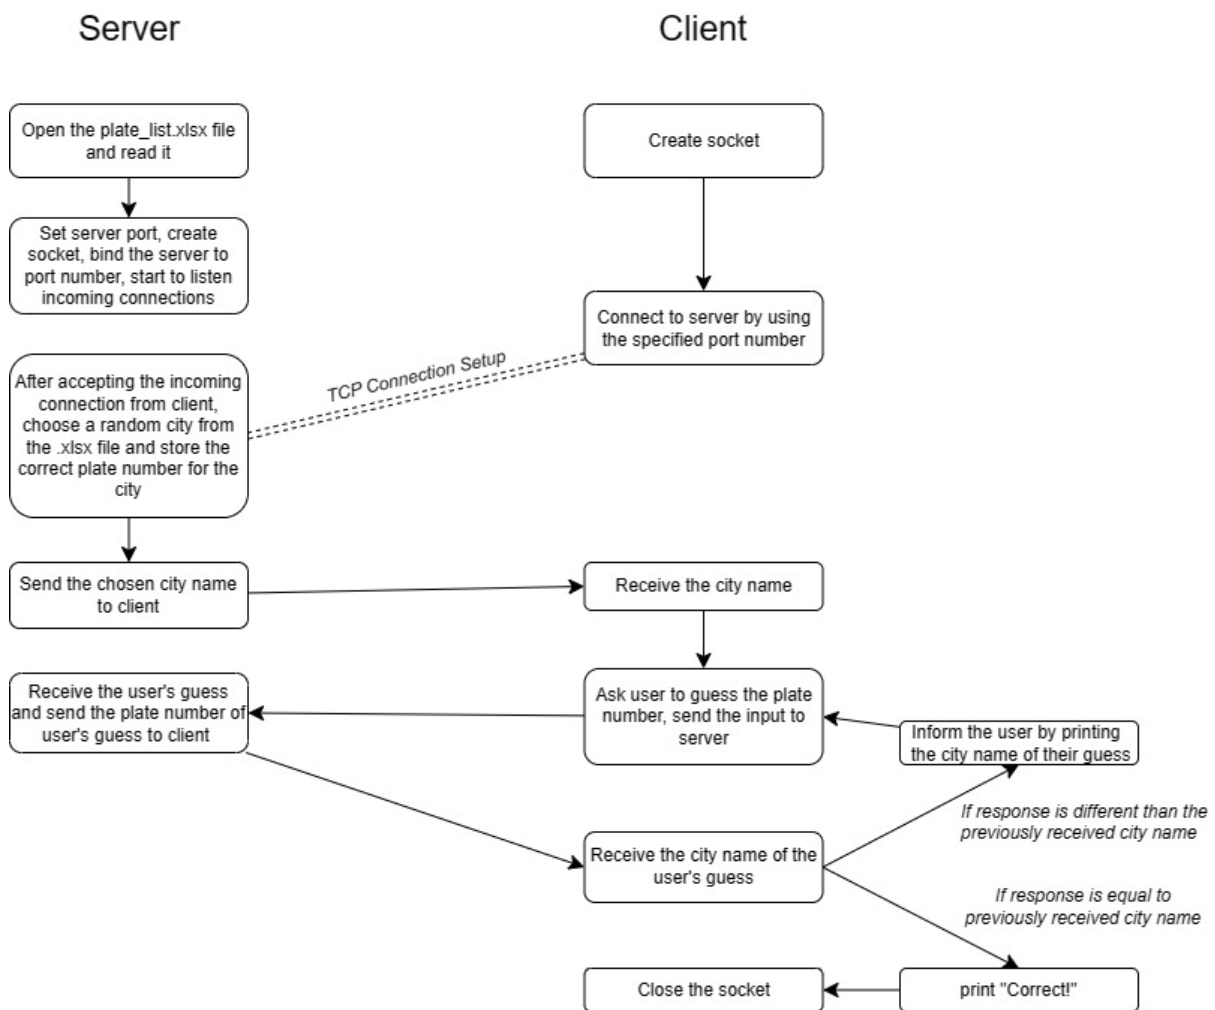 Server
Client
Open the plate_list.xlsx file
and read it
Create socket
Set server port, create
socket, bind the server to
port number, start to listen
incoming connections
Connect to server by using
the specified port number
TCP Connection Setup
After accepting the incoming
connection from client,
choose a random city from
the .xlsx file and store the
correct plate number for the
city
Send the chosen city name
to client
Receive the city name
Receive the user's guess
and send the plate number of
user's guess to client
Ask user to guess the plate
number, send the input to
server
Inform the user by printing
the city name of their guess
If response is different than the
previously received city name
Receive the city name of the
user's guess
If response is equal to
previously received city name
Close the socket
print "Correct!"